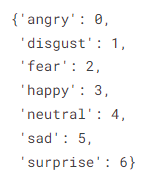 {'angry': 0,
'disgust': 1,
'fear': 2,
'happy': 3,
'neutral': 4,
'sad': 5,
'surprise': 6}